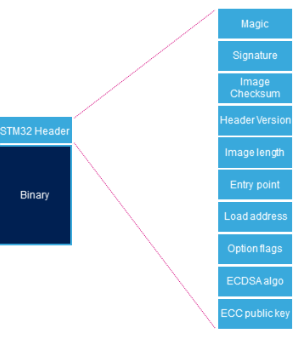 STM32 Header
Binary
Magic
Signature
Image
Checksum
Header Version
Image length
Entry point
Load address
Option flags
ECDSA algo
ECC public key